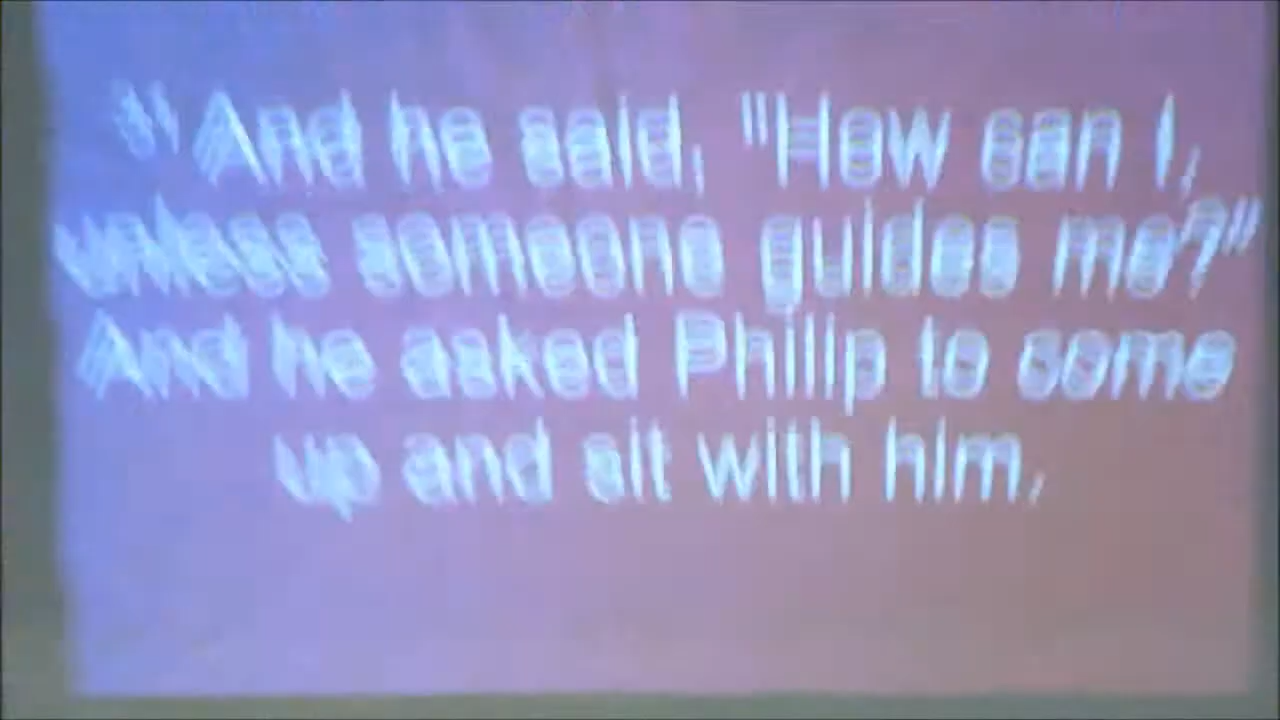 31 And he said, "How can I,
unless someone guides me?"
And he asked Philip to come
up and sit with him.